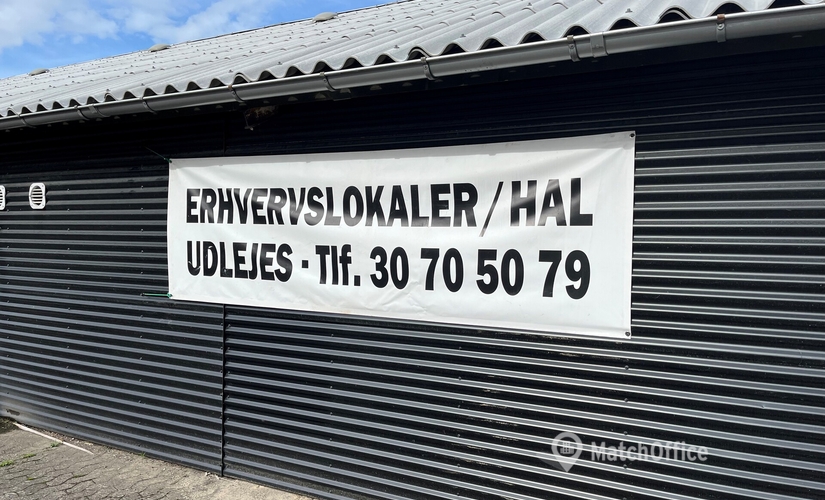 ERHVERVSLOKALER/HAL
UDLEJES - Tlf. 30 70 50 79
MatchOffice